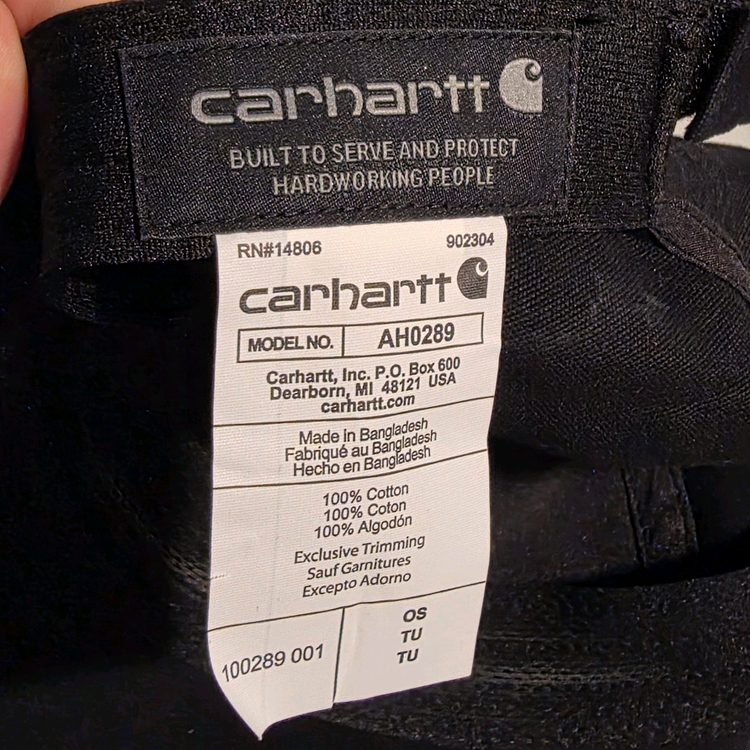 carhartt
BUILT TO SERVE AND PROTECT
HARDWORKING PEOPLE
RN#14806 902304
carhartt
MODEL NO. AH0289
Carhartt, Inc. P.O. Box 600
Dearborn, MI 48121 USA
carhartt.com
Made in Bangladesh
Fabriqué au Bangladesh
Hecho en Bangladesh
100% Cotton
100% Coton
100% Algodón
Exclusive Trimming
Sauf Garnitures
Excepto Adorno
100289 001
OS
TU
TU